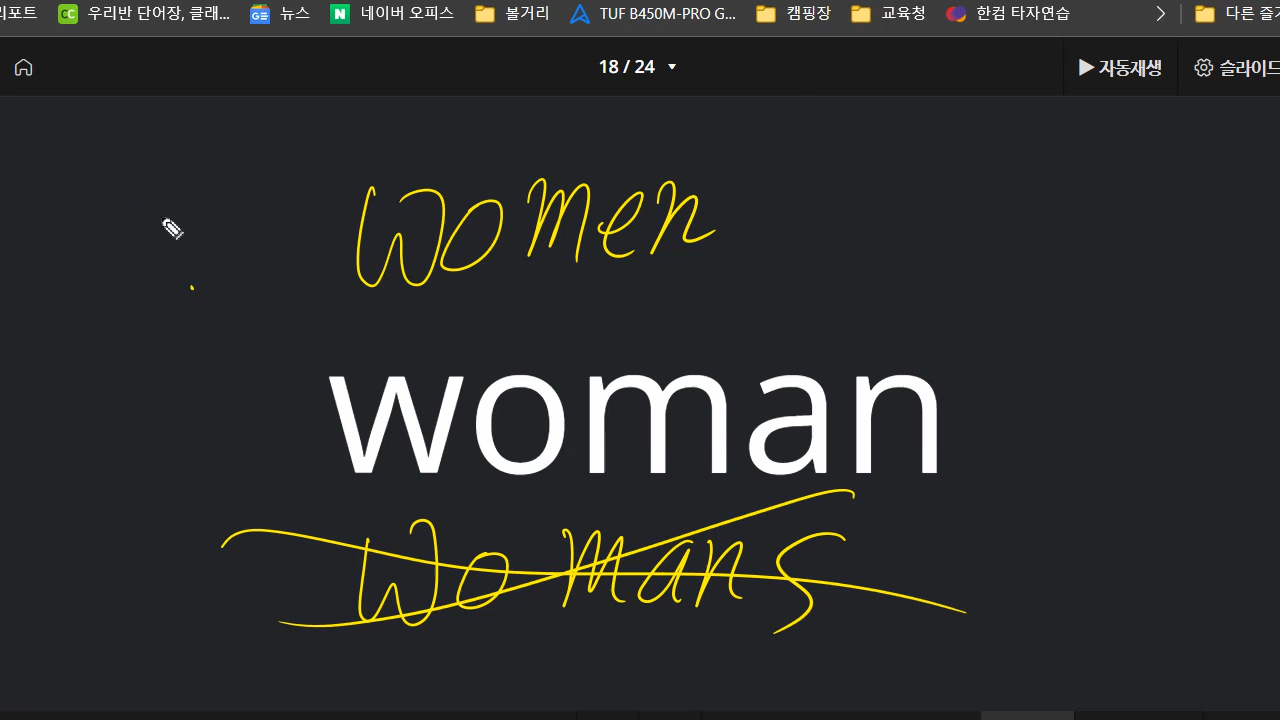 리포트 우리반 단어장, 클래... 뉴스 네이버 오피스 볼거리 TUF B450M-PRO G... 캠핑장 교육청 한컴 타자연습 다른 즐
18 / 24 자동재생 슬라이드
women
woman
womans